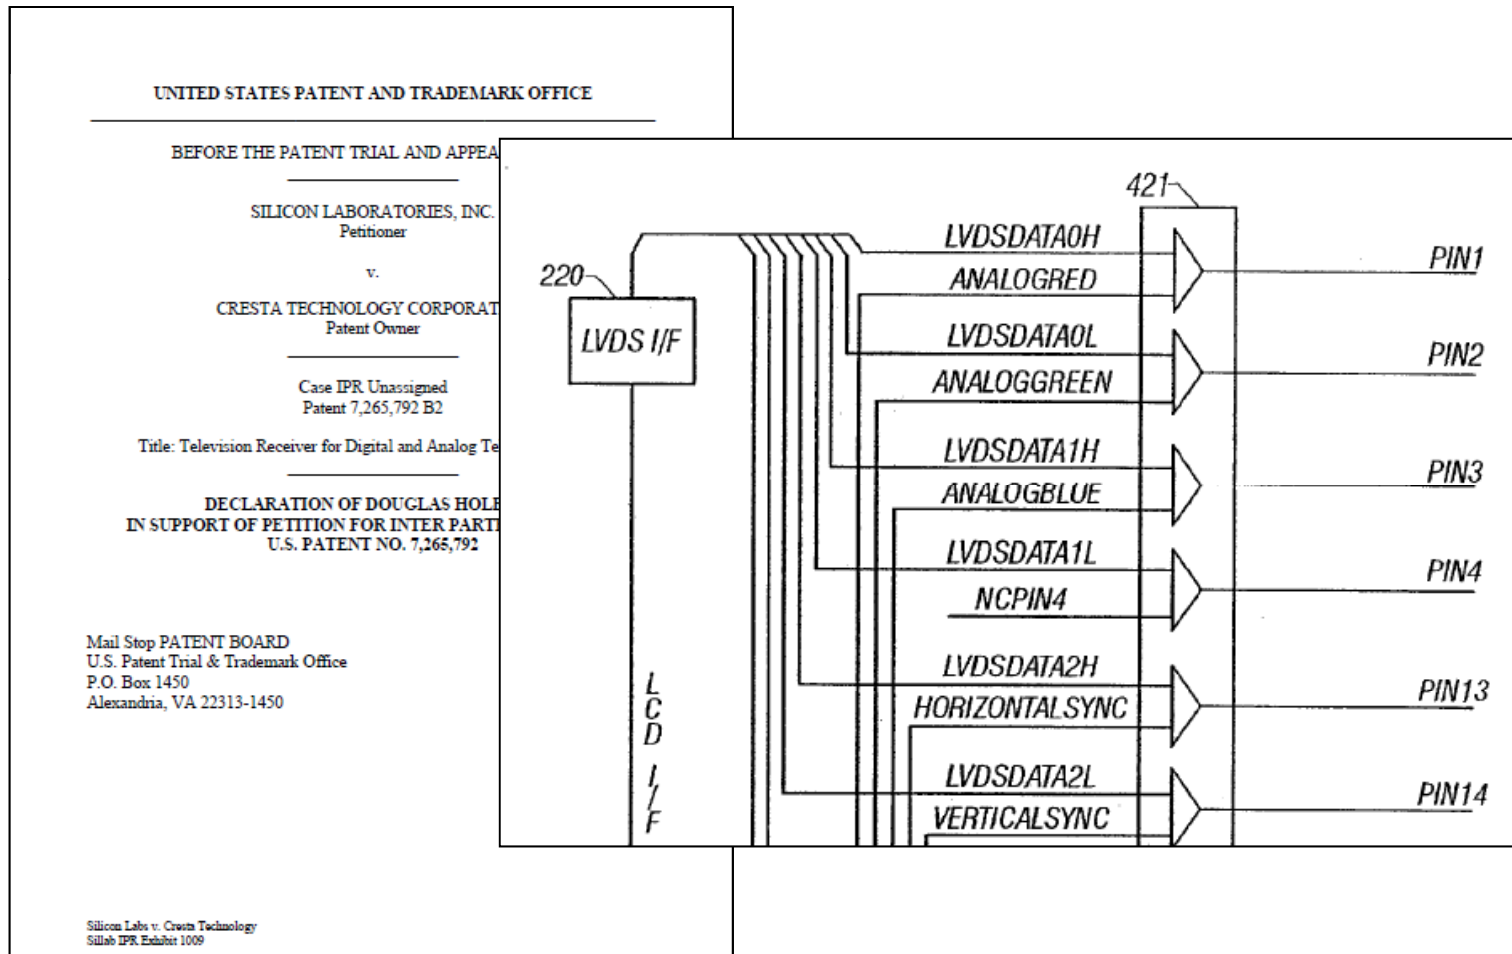 UNITED STATES PATENT AND TRADEMARK OFFICE
BEFORE THE PATENT TRIAL AND APPEA
SILICON LABORATORIES, INC.
Petitioner
v.
CRESTA TECHNOLOGY CORPORAT
Patent Owner
Case IPR Unassigned
Patent 7,265,792 B2
Title: Television Receiver for Digital and Analog Te
DECLARATION OF DOUGLAS HOLB
IN SUPPORT OF PETITION FOR INTER PARTE
U.S. PATENT NO. 7,265,792
Mail Stop PATENT BOARD
U.S. Patent Trial & Trademark Office
P.O. Box 1450
Alexandria, VA 22313-1450
Silicon Labs v. Cresta Technology
Sillab IPR Exhibit 1009
421
LVDSDATA0H
PIN1
220
ANALOGRED
LVDS I/F
LVDSDATA0L
PIN2
ANALOGGREEN
LVDSDATA1H
PIN3
ANALOGBLUE
LVDSDATA1L
PIN4
NCPIN4
LVDSDATA2H
PIN13
HORIZONTALSYNC
LVDSDATA2L
PIN14
VERTICALSYNC
LCD I/F